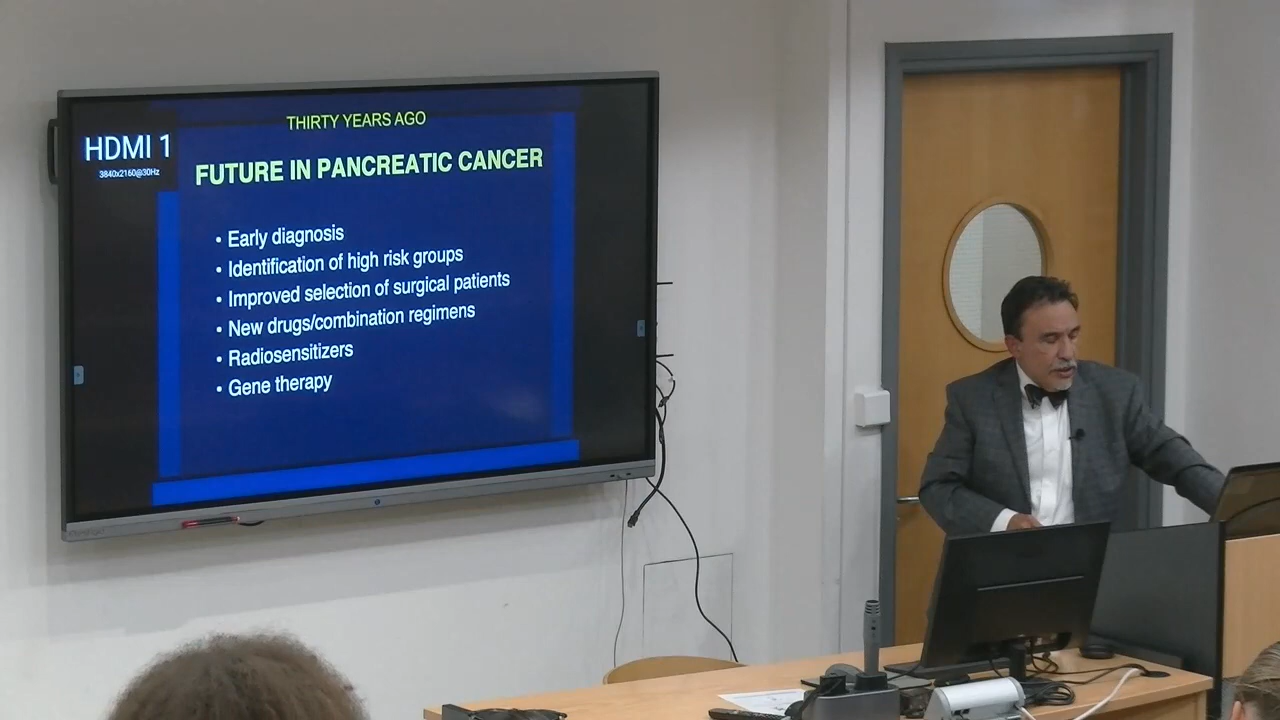 HDMI 1
3840x2160@30Hz
THIRTY YEARS AGO
FUTURE IN PANCREATIC CANCER
• Early diagnosis
• Identification of high risk groups
• Improved selection of surgical patients
• New drugs/combination regimens
• Radiosensitizers
• Gene therapy